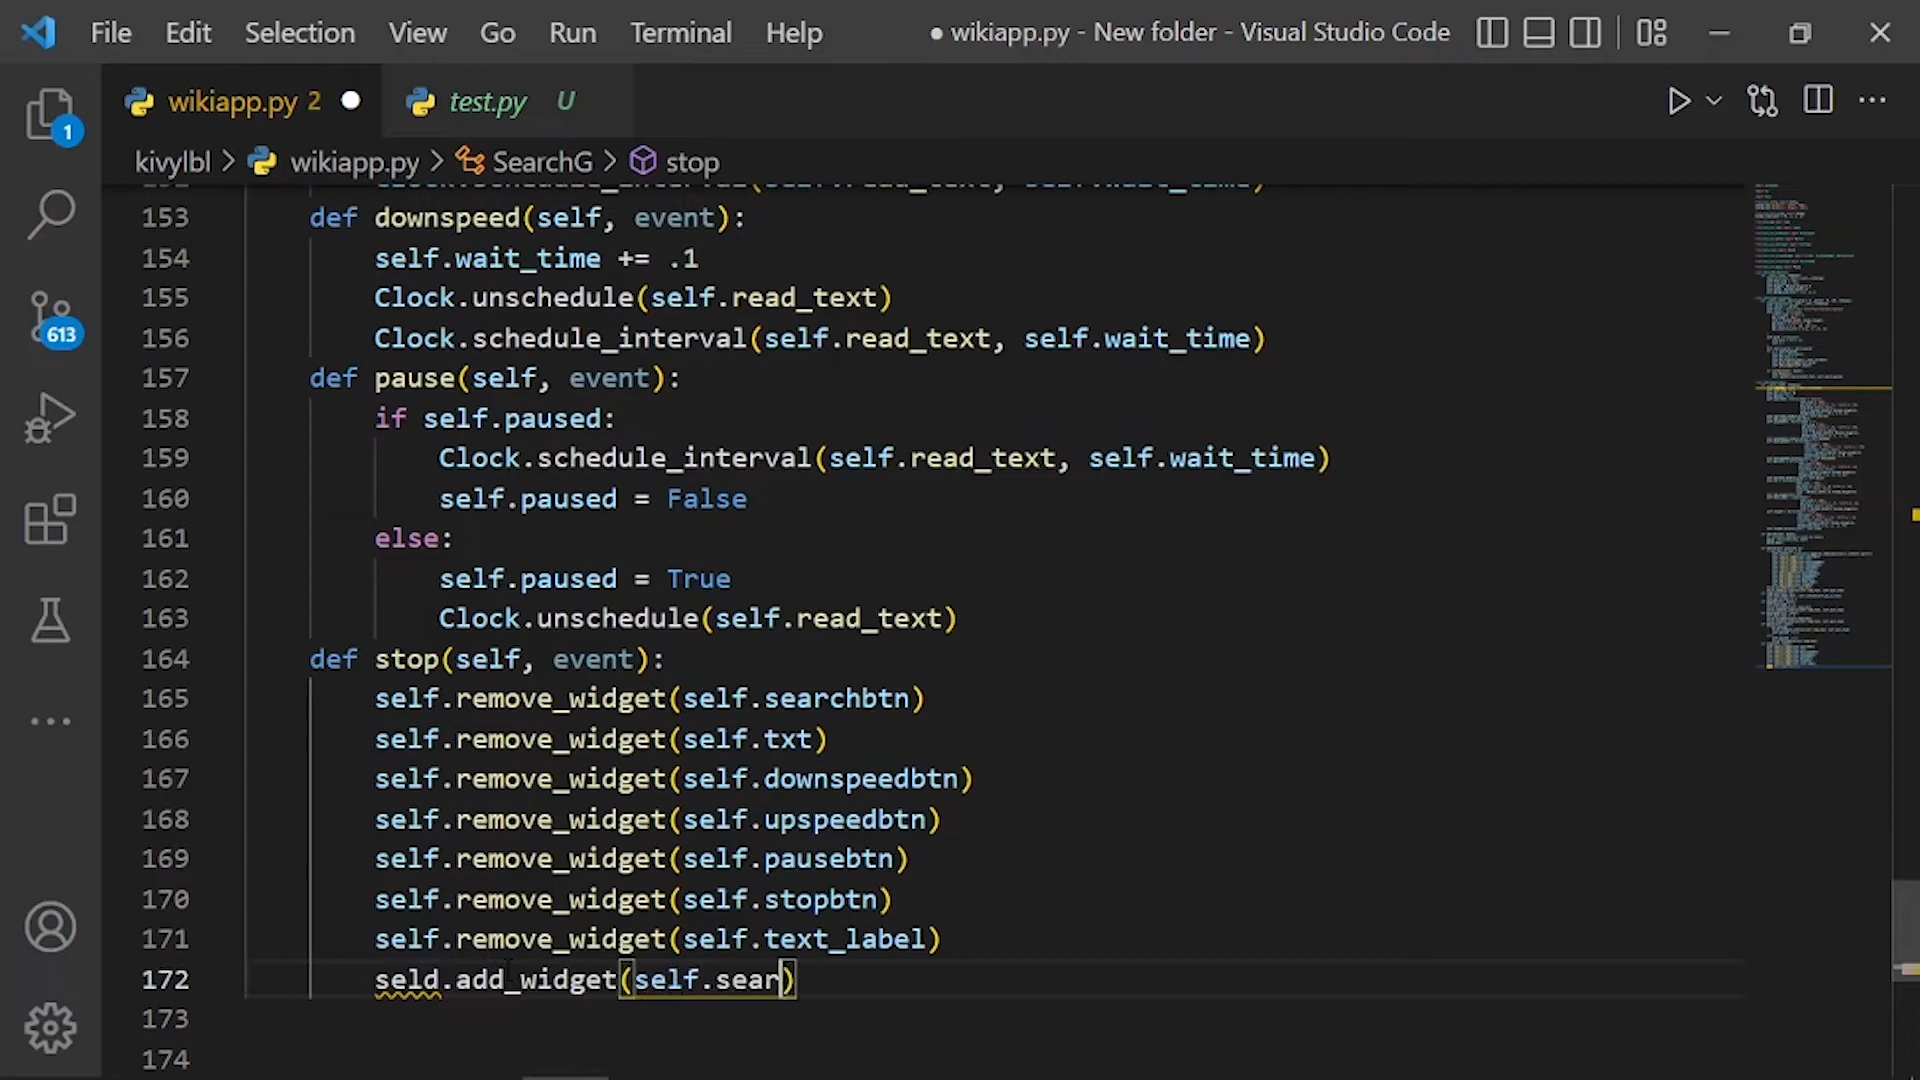 File Edit Selection View Go Run Terminal Help ● wikiapp.py - New folder - Visual Studio Code
wikiapp.py 2 test.py U
kivylbl > wikiapp.py > SearchG > stop
1
613
153 def downspeed(self, event):
154 self.wait_time += .1
155 Clock.unschedule(self.read_text)
156 Clock.schedule_interval(self.read_text, self.wait_time)
157 def pause(self, event):
158 if self.paused:
159 Clock.schedule_interval(self.read_text, self.wait_time)
160 self.paused = False
161 else:
162 self.paused = True
163 Clock.unschedule(self.read_text)
164 def stop(self, event):
165 self.remove_widget(self.searchbtn)
166 self.remove_widget(self.txt)
167 self.remove_widget(self.downspeedbtn)
168 self.remove_widget(self.upspeedbtn)
169 self.remove_widget(self.pausebtn)
170 self.remove_widget(self.stopbtn)
171 self.remove_widget(self.text_label)
172 seld.add_widget(self.sear)
173
174